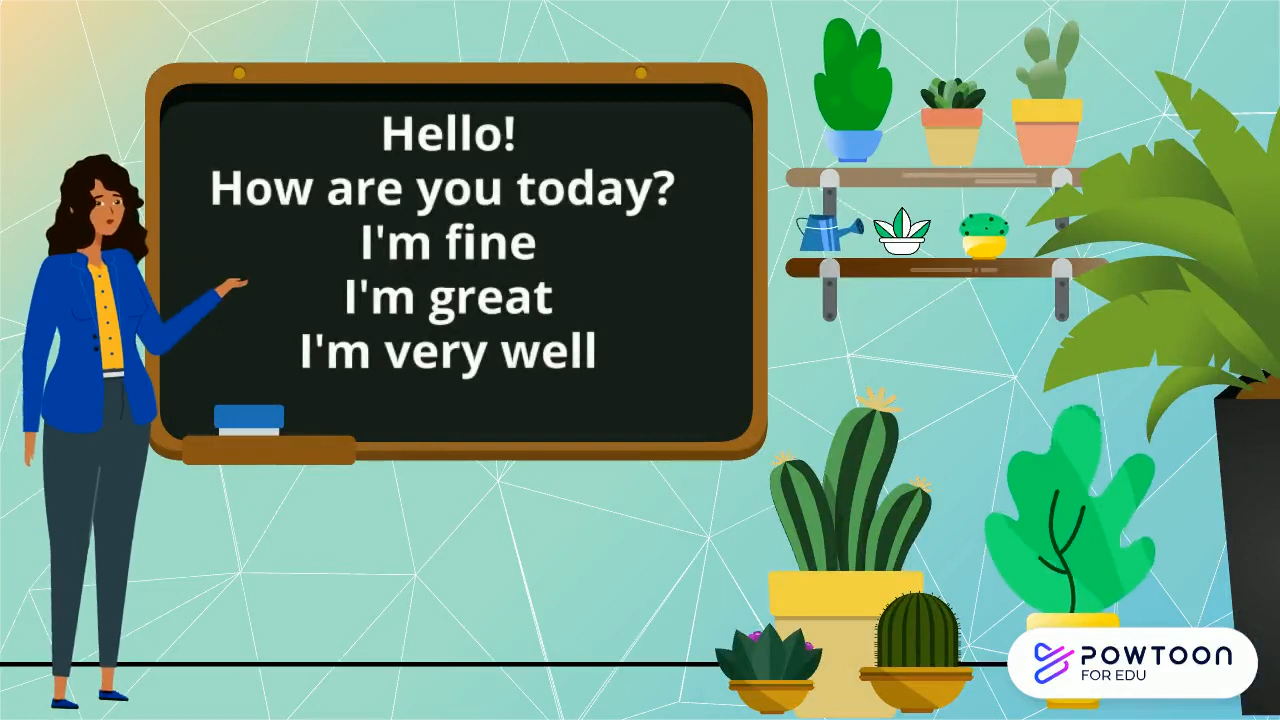 Hello!
How are you today?
I'm fine
I'm great
I'm very well
POWTOON
FOR EDU